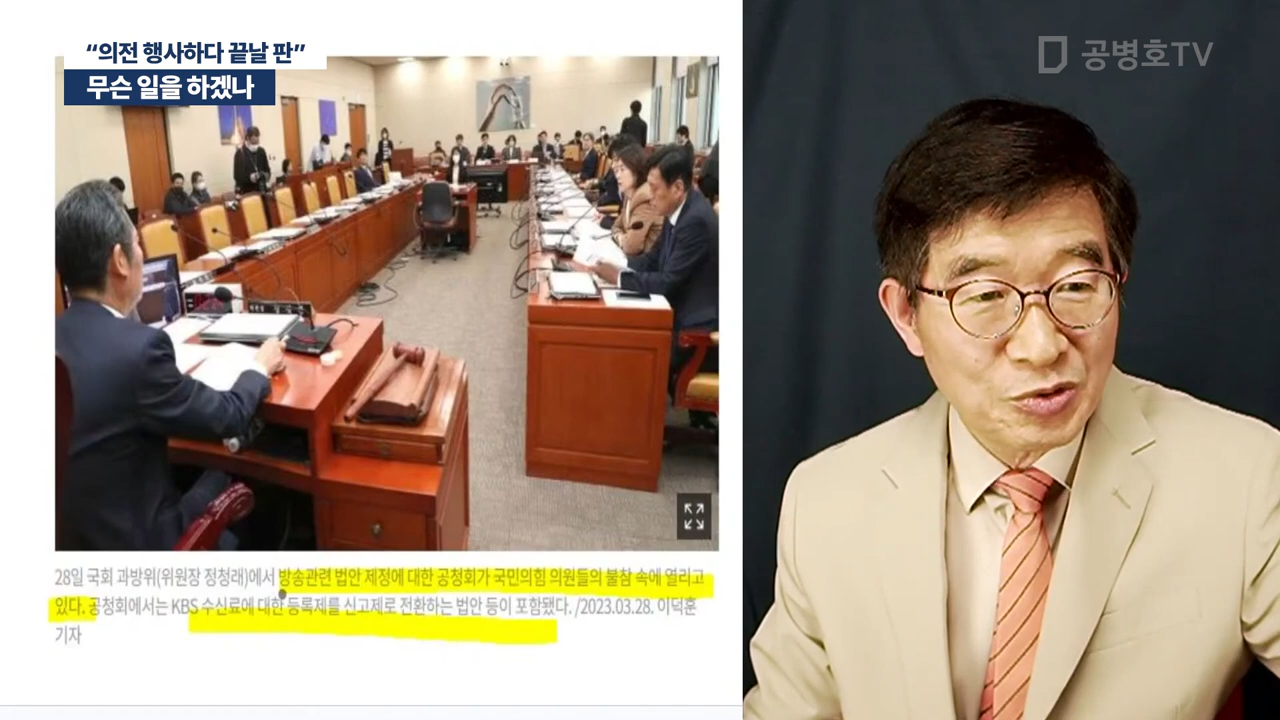 “의전 행사하다 끝날 판”
무슨 일을 하겠나
공병호TV
28일 국회 과방위(위원장 정청래)에서 방송관련 법안 제정에 대한 공청회가 국민의힘 의원들의 불참 속에 열리고
있다. 공청회에서는 KBS 수신료에 대한 등록제를 신고제로 전환하는 법안 등이 포함됐다. /2023.03.28. 이덕훈
기자